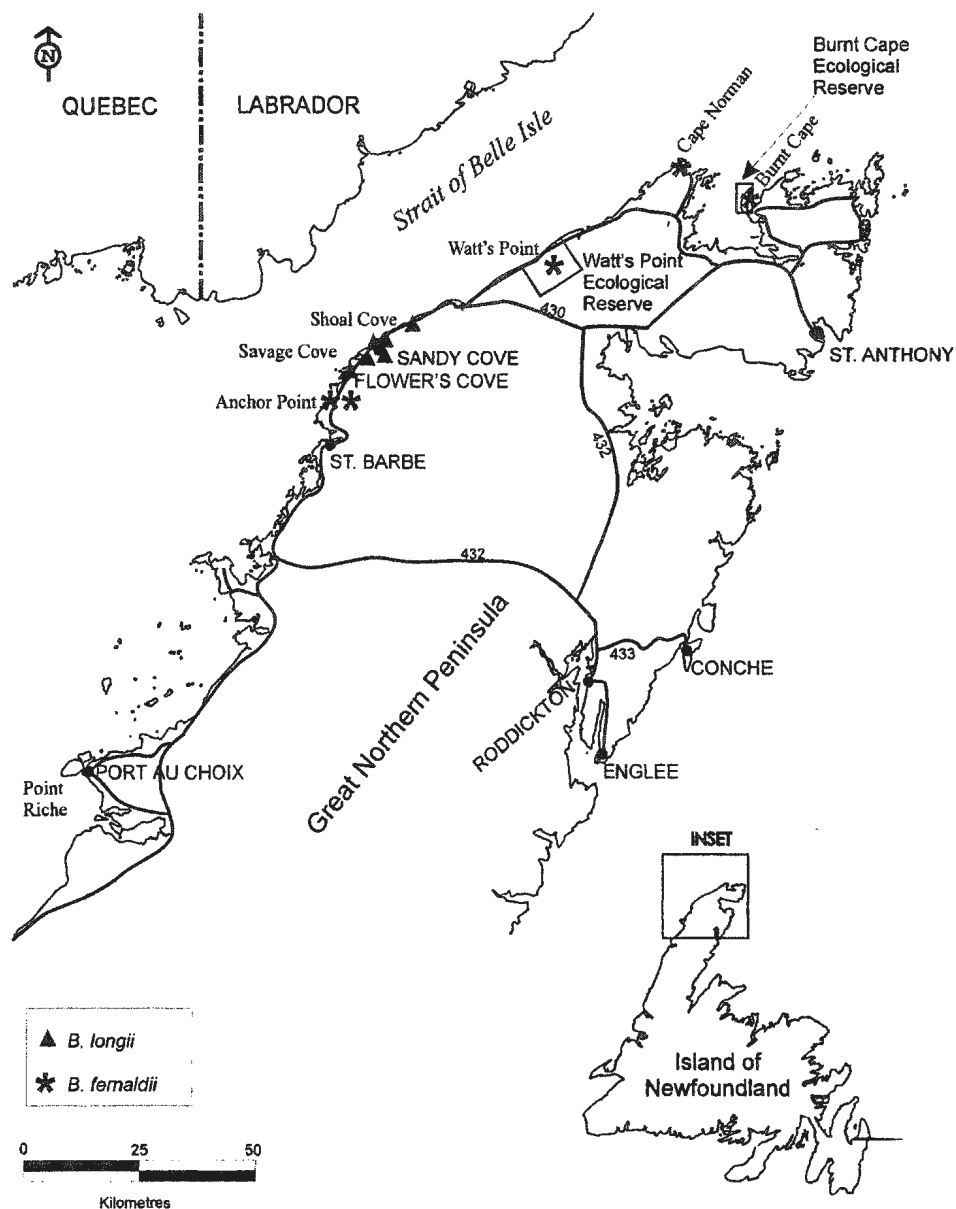 N
QUEBEC
LABRADOR
Strait of Belle Isle
Burnt Cape
Ecological
Reserve
Cape Norman
Burnt Cape
Watt's Point
Watt's Point
Ecological
Reserve
430
Shoal Cove
Savage Cove
SANDY COVE
FLOWER'S COVE
Anchor Point
ST. BARBE
ST. ANTHONY
432
432
433
Great Northern Peninsula
CONCHE
RODDICKTON
ENGLEE
PORT AU CHOIX
Point
Riche
INSET
Island of
Newfoundland
B. longii
B. fernaldii
0 25 50
Kilometres